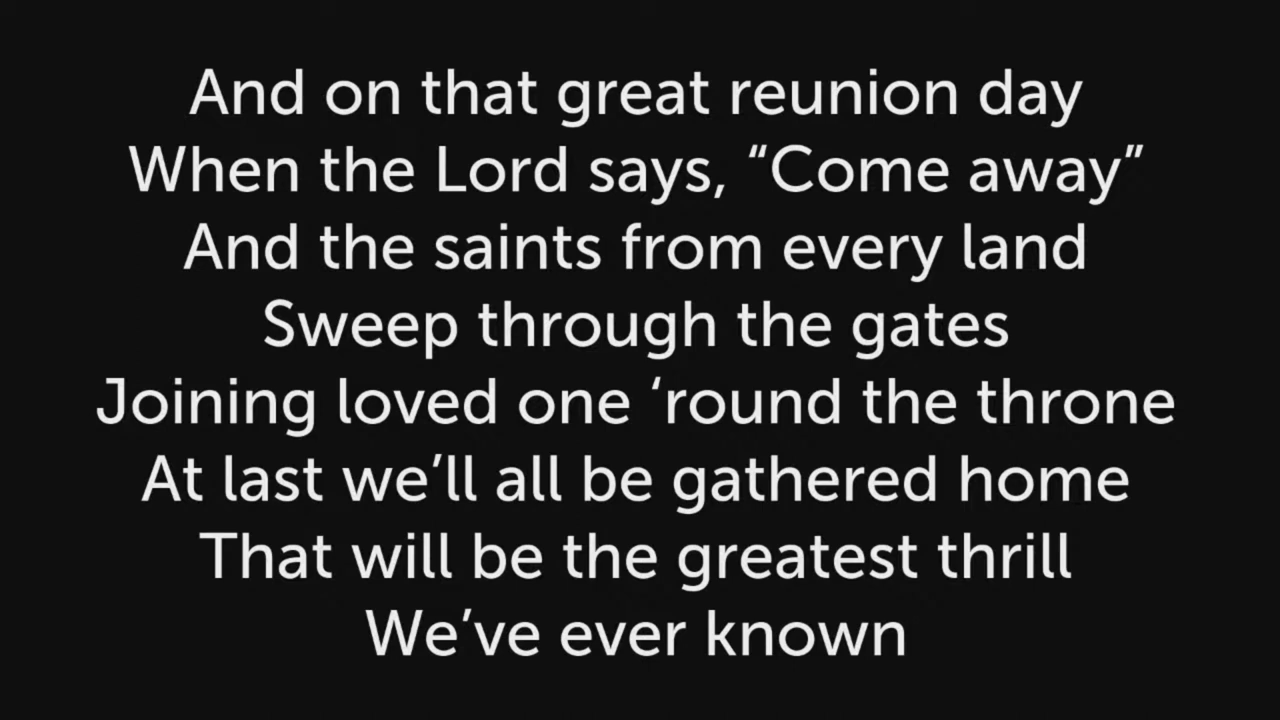 And on that great reunion day
When the Lord says, “Come away”
And the saints from every land
Sweep through the gates
Joining loved one ‘round the throne
At last we’ll all be gathered home
That will be the greatest thrill
We’ve ever known